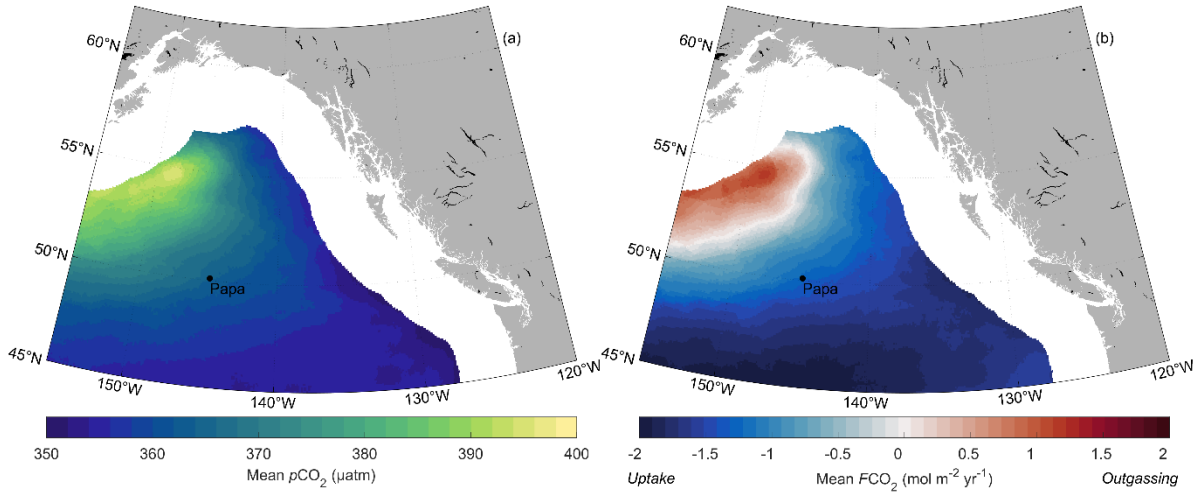 (a)
60°N
55°N
50°N
45°N
150°W
140°W
130°W
120°W
Papa
350
360
370
380
390
400
Mean pCO₂ (µatm)
(b)
60°N
55°N
50°N
45°N
150°W
140°W
130°W
120°W
Papa
-2 -1.5 -1 -0.5 0 0.5 1 1.5 2
Uptake Mean FCO₂ (mol m⁻² yr⁻¹) Outgassing